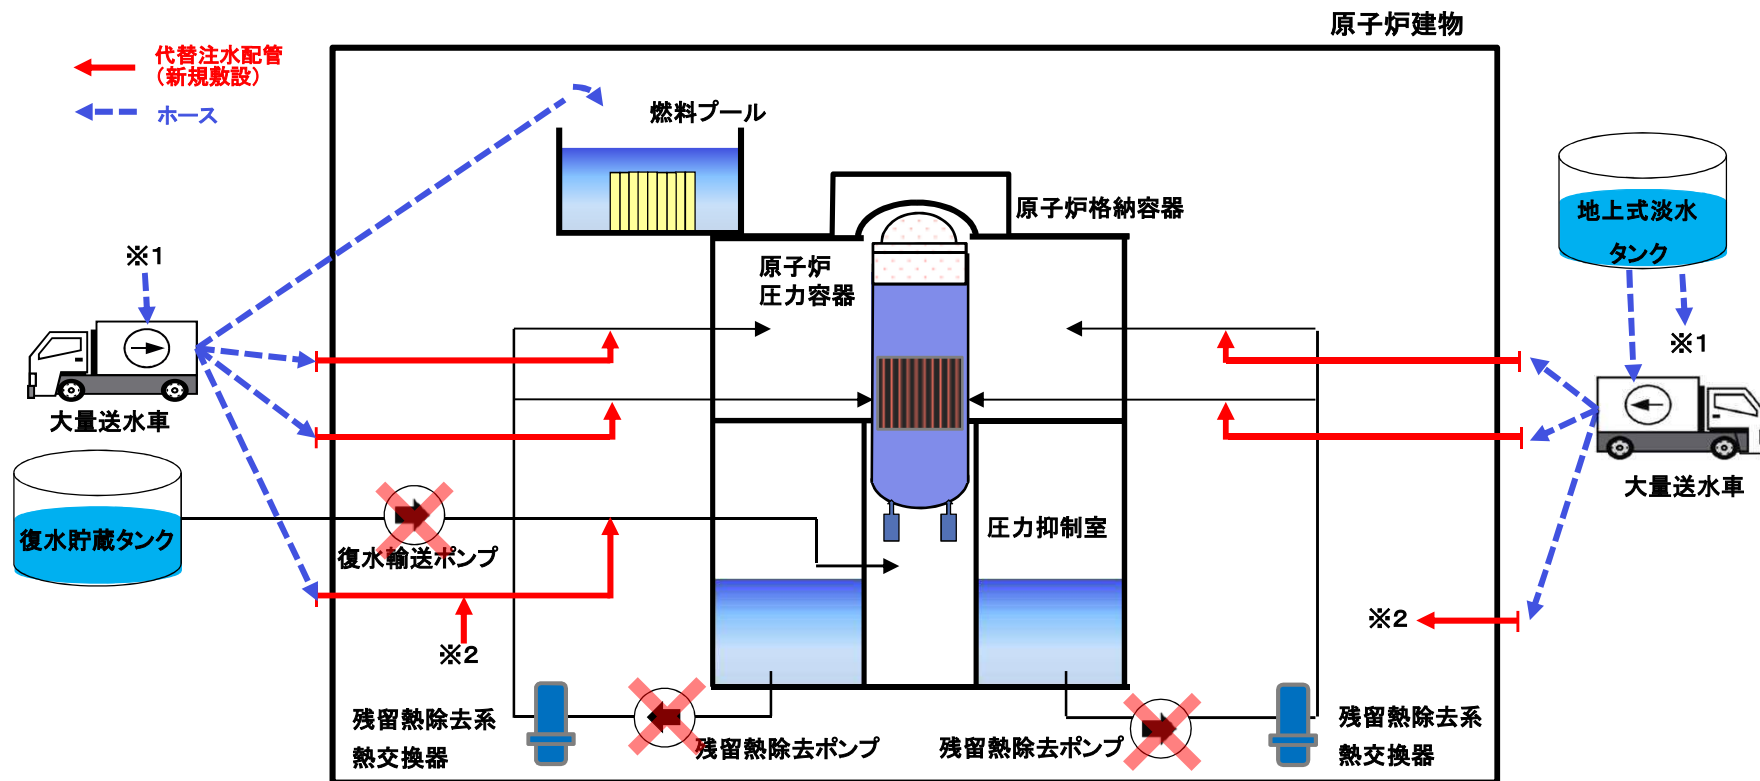 原子炉建物
代替注水配管
（新規敷設）
ホース
燃料プール
原子炉格納容器
地上式淡水
タンク
※1
原子炉
圧力容器
※1
大量送水車
大量送水車
復水貯蔵タンク
復水輸送ポンプ
圧力抑制室
※2
※2
残留熱除去系
熱交換器
残留熱除去ポンプ
残留熱除去ポンプ
残留熱除去系
熱交換器